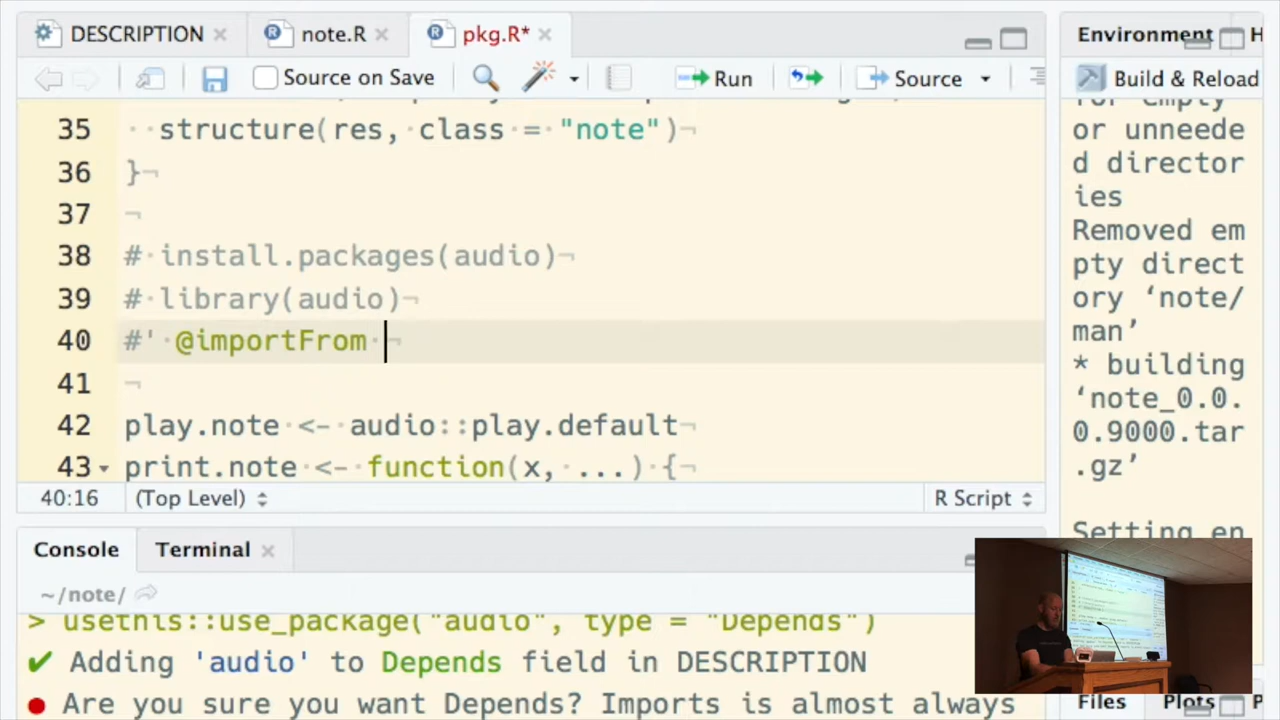 DESCRIPTION
note.R
pkg.R*
Environment
H
Source on Save
Run
Source
Build & Reload
35 structure(res, class = "note")
36 }
37
38 # install.packages(audio)
39 # library(audio)
40 #' @importFrom
41
42 play.note <- audio::play.default
43 print.note <- function(x, ...) {
40:16 (Top Level)
R Script
for empty
or unneede
d director
ies
Removed em
pty direct
ory ‘note/
man’
* building
‘note_0.0.
0.9000.tar
.gz’
Setting en
Console
Terminal
~/note/
> usethis::use_package("audio", type = "Depends")
✔ Adding 'audio' to Depends field in DESCRIPTION
● Are you sure you want Depends? Imports is almost always
Files
Plots
P